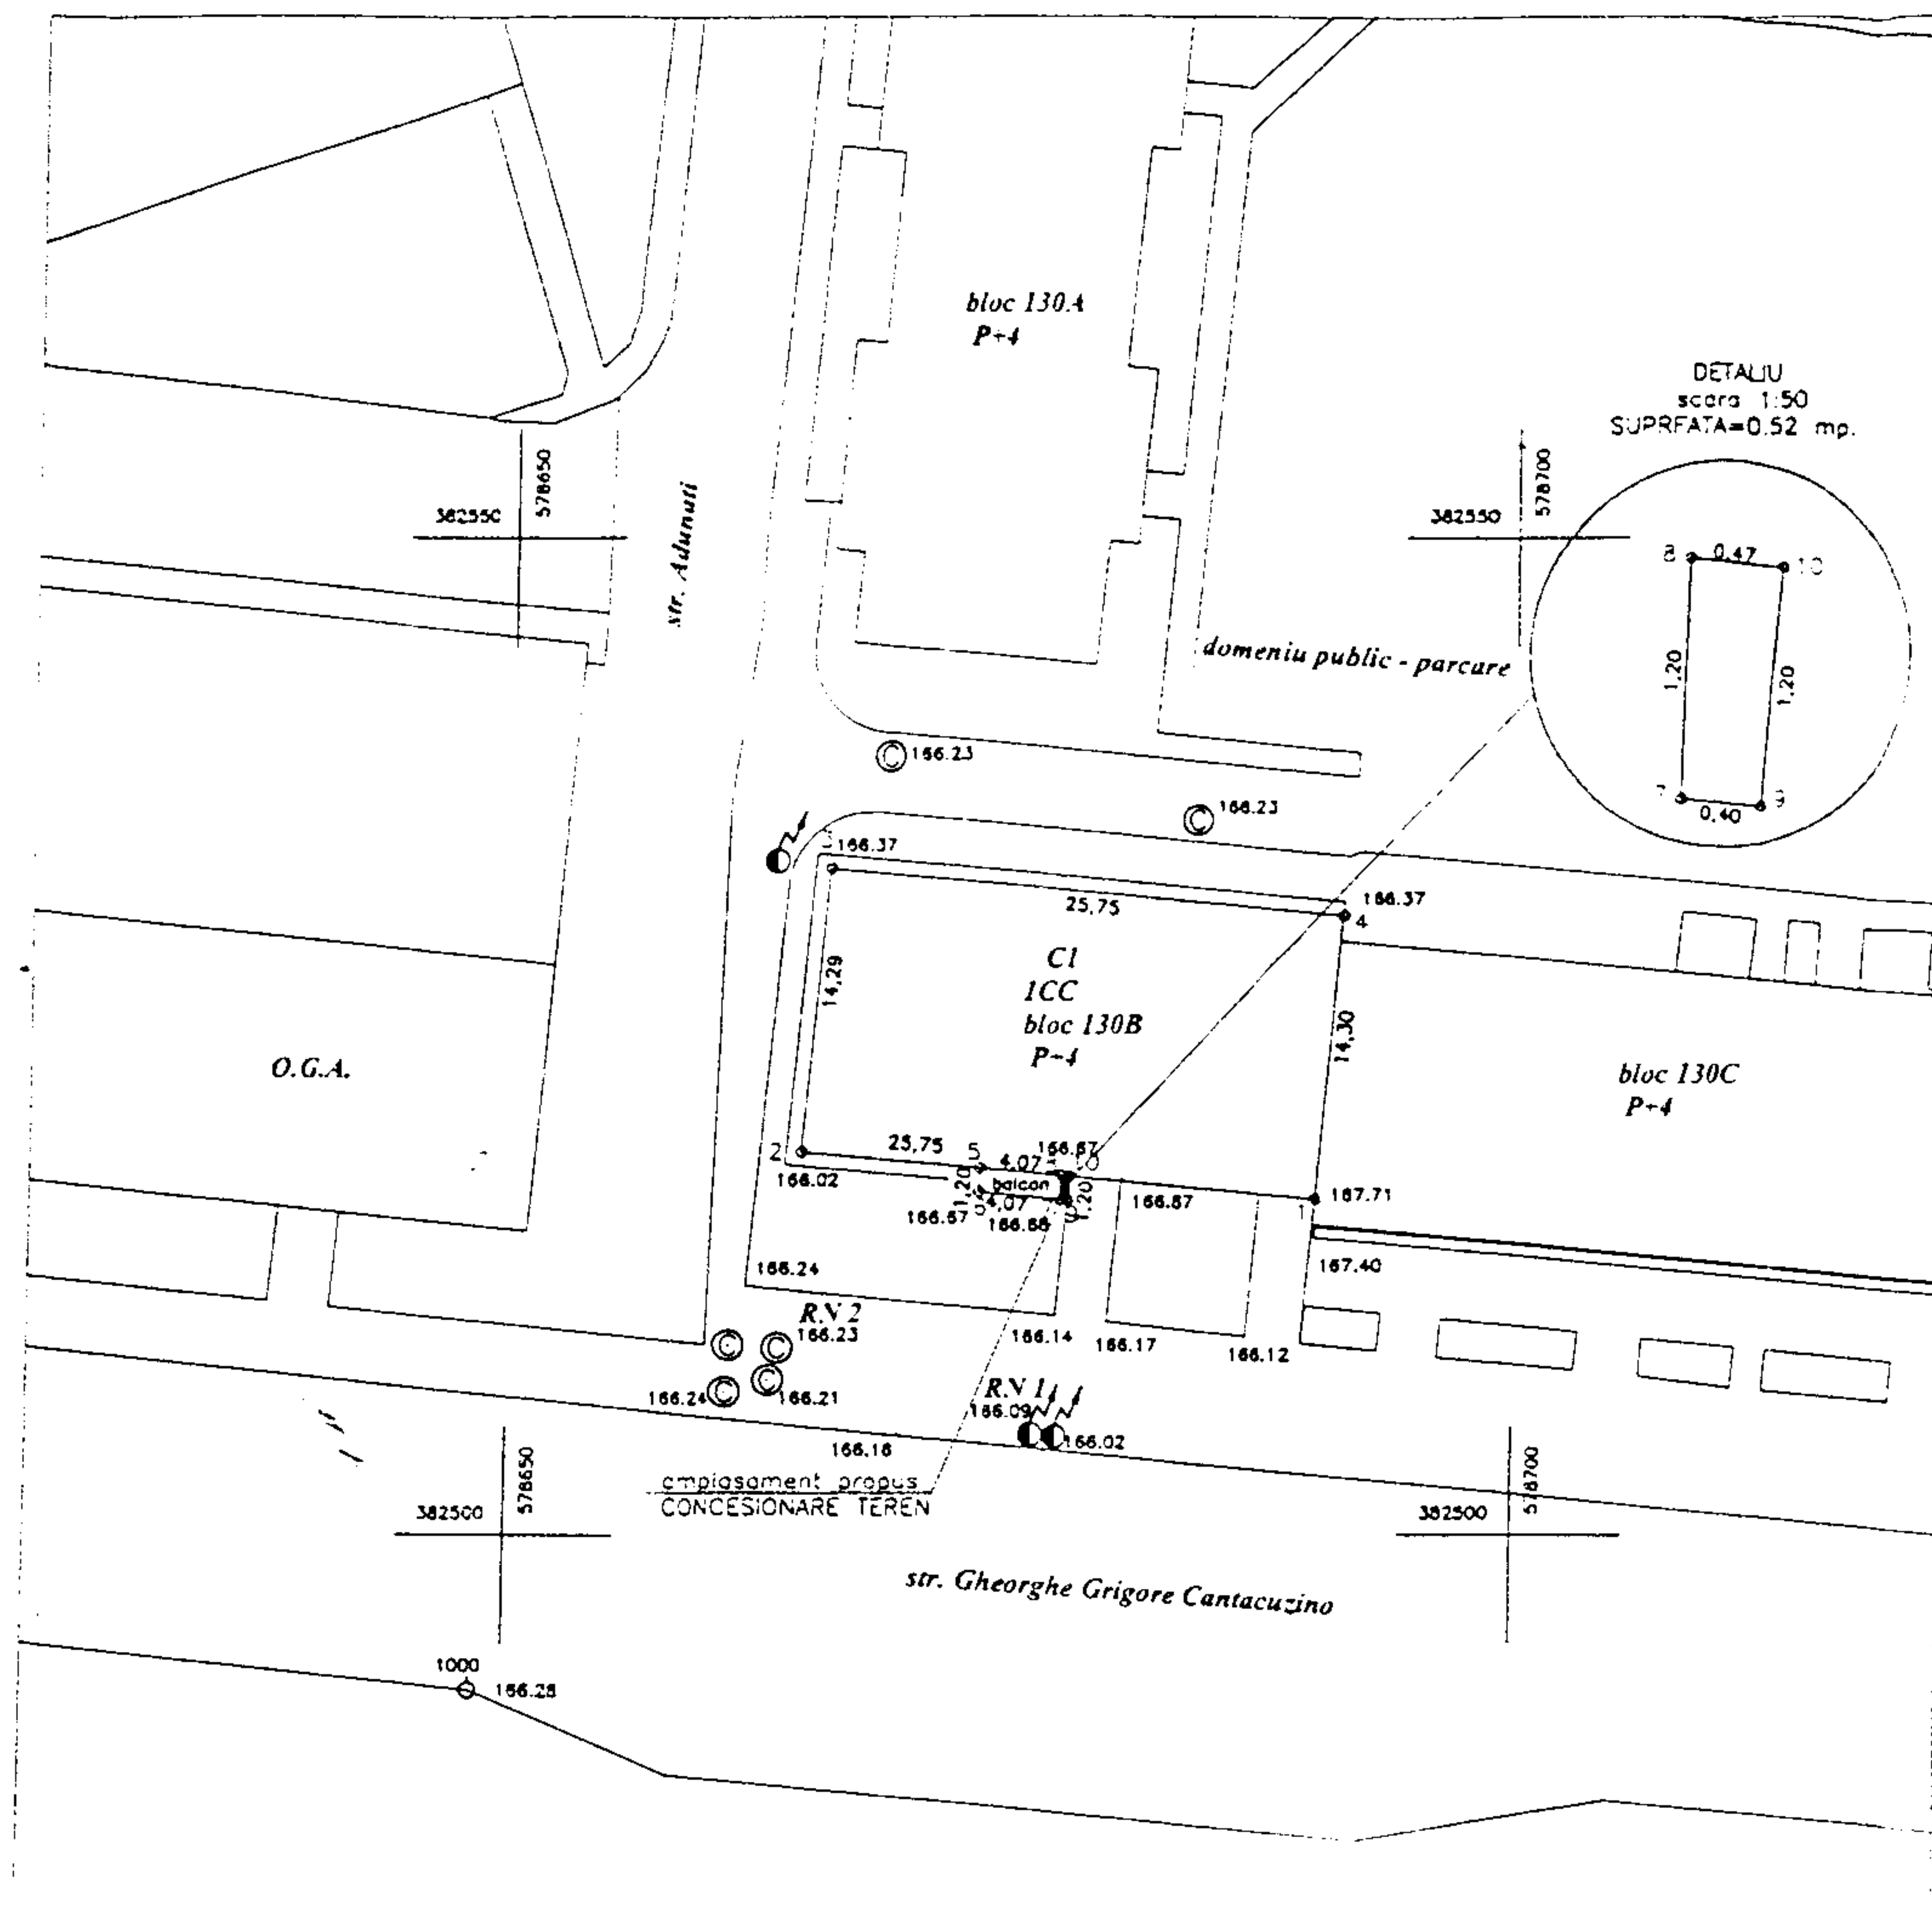 bloc 130A
P+4
DETALIU
scara 1:50
SUPRFATA=0.52 mp.
382550
578650
382550
578700
str. Adunati
8
0,47
10
1,20
1,20
7
0,40
9
domeniu public - parcare
166.23
166.23
166.37
25,75
166.37
4
14,29
C1
1CC
bloc 130B
P+4
14,30
O.G.A.
bloc 130C
P+4
2
25,75
5
4,07
166.67
10
166.02
1,20
balcon
1,20
166.87
167.71
1
6
4,07
9
166.67
166.66
167.40
166.24
R.V 2
166.23
166.14
166.17
166.12
166.24
166.21
R.V 1
166.09
166.02
166.16
amplasament propus
CONCESIONARE TEREN
382500
578650
382500
578700
str. Gheorghe Grigore Cantacuzino
1000
166.28